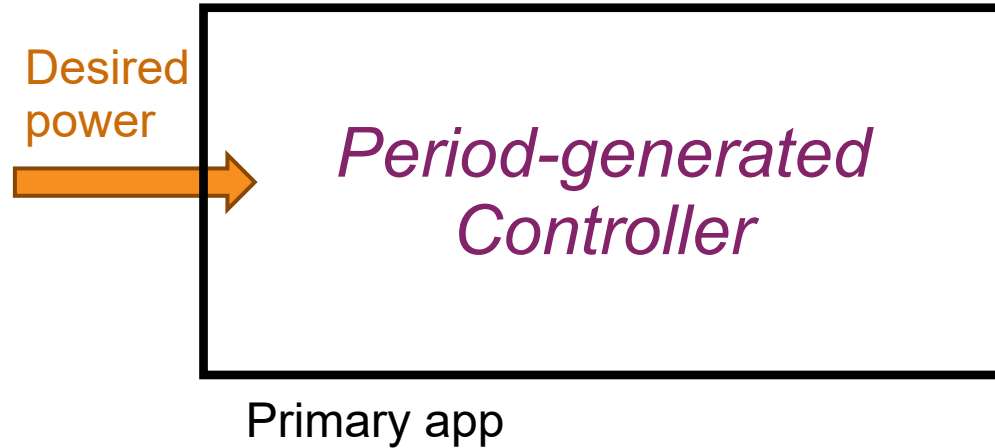 Desired
power
Period-generated
Controller
Primary app